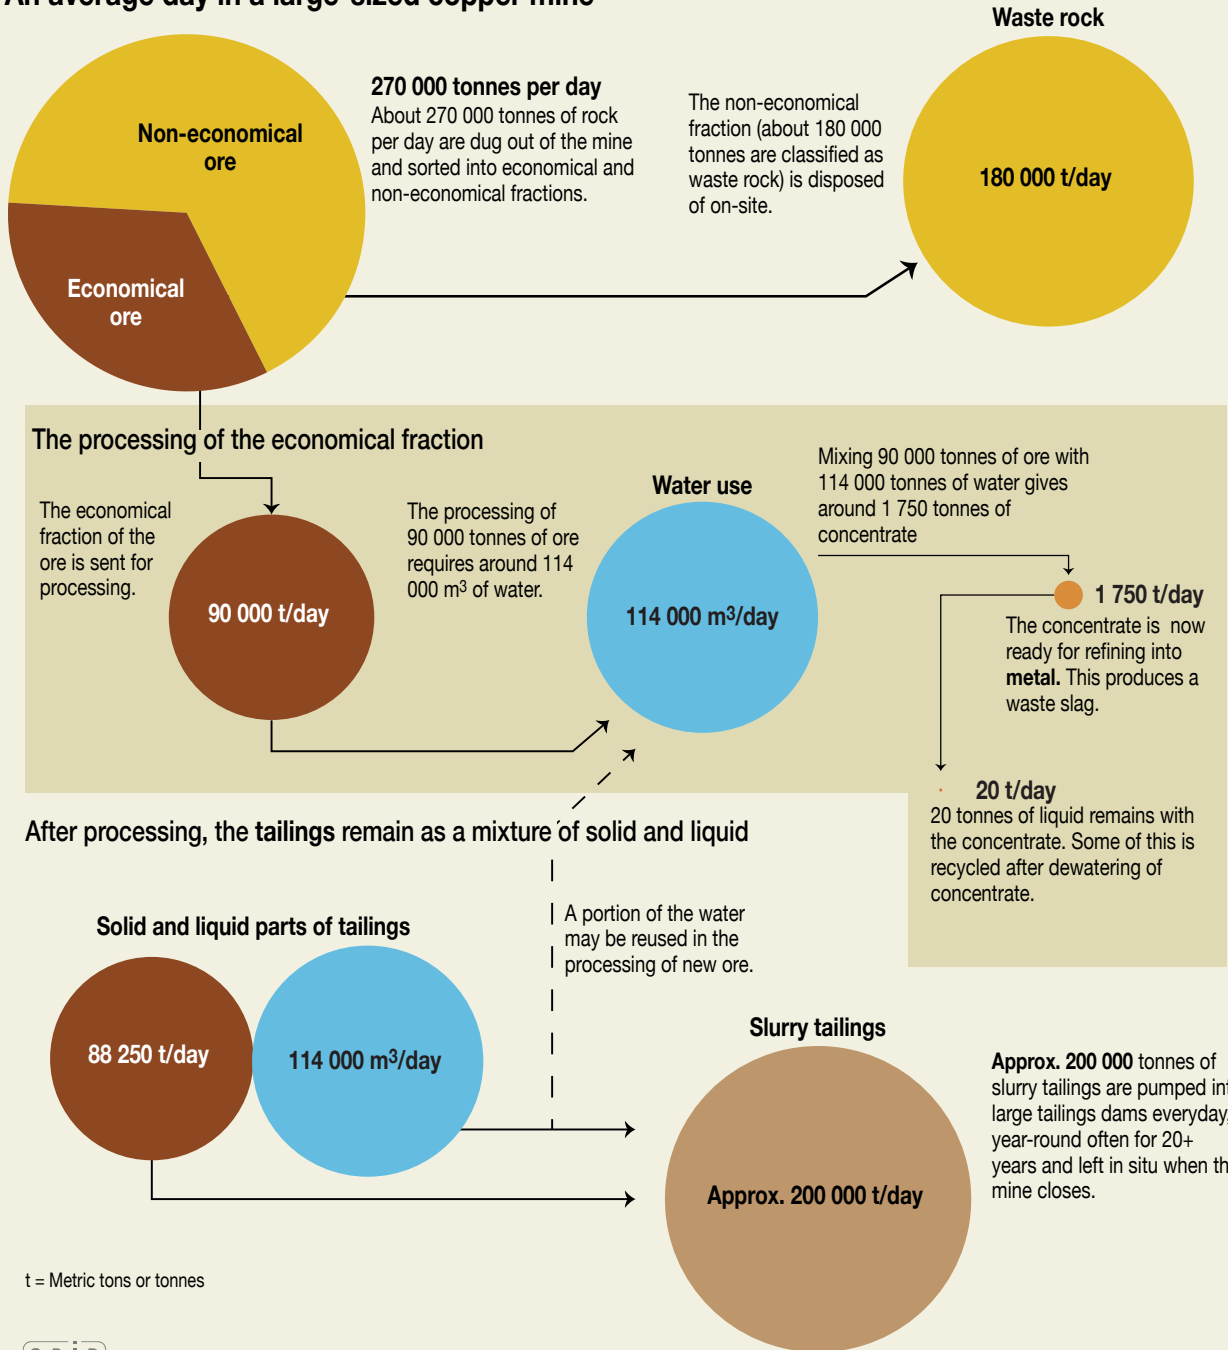 An average day in a large-sized copper mine
Waste rock
270 000 tonnes per day
About 270 000 tonnes of rock
per day are dug out of the mine
and sorted into economical and
non-economical fractions.
The non-economical
fraction (about 180 000
tonnes are classified as
waste rock) is disposed
of on-site.
Non-economical
ore
180 000 t/day
Economical
ore
The processing of the economical fraction
The economical
fraction of the
ore is sent for
processing.
90 000 t/day
The processing of
90 000 tonnes of ore
requires around 114
000 m³ of water.
Water use
114 000 m³/day
Mixing 90 000 tonnes of ore with
114 000 tonnes of water gives
around 1 750 tonnes of
concentrate
1 750 t/day
The concentrate is now
ready for refining into
metal. This produces a
waste slag.
20 t/day
20 tonnes of liquid remains with
the concentrate. Some of this is
recycled after dewatering of
concentrate.
After processing, the tailings remain as a mixture of solid and liquid
Solid and liquid parts of tailings
88 250 t/day
114 000 m³/day
A portion of the water
may be reused in the
processing of new ore.
Slurry tailings
Approx. 200 000 t/day
Approx. 200 000 tonnes of
slurry tailings are pumped int
large tailings dams everyday,
year-round often for 20+
years and left in situ when th
mine closes.
t = Metric tons or tonnes